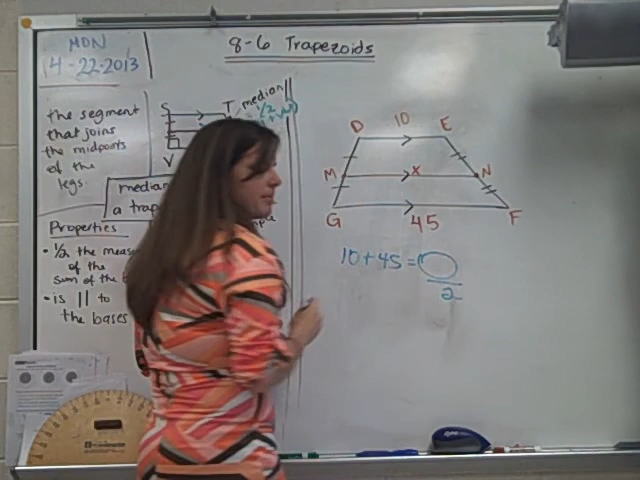 MON
4-22-2013
8-6 Trapezoids
the segment
that joins
the midpoints
of the
legs.
S T
V
median
median
a trap
Properties
• 1/2 the meas
of the
sum of the
• is || to
the bases
D 10 E
M x N
G 45 F
10+45=
2